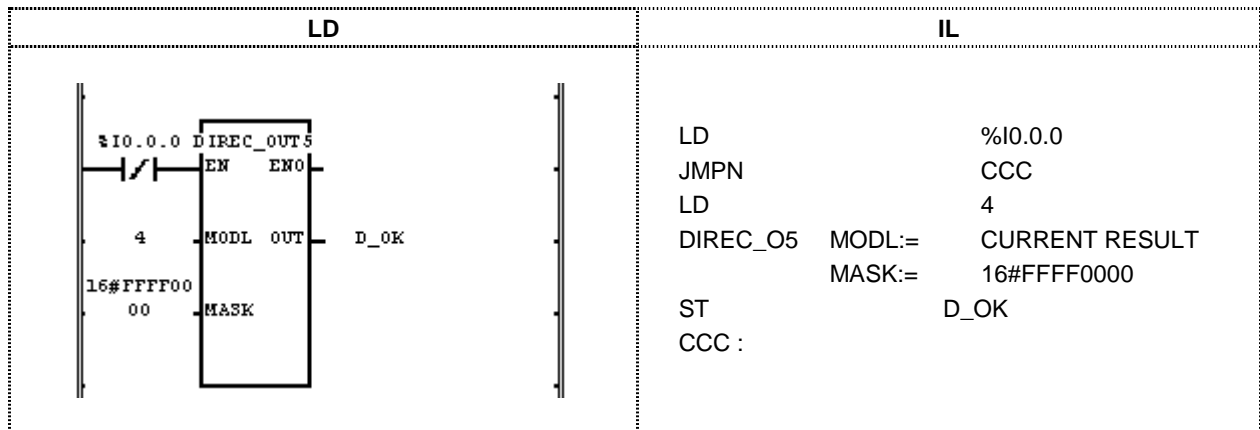 LD
IL
%I0.0.0 DIREC_OUT5
EN ENO
4 MODL OUT D_OK
16#FFFF00
00 MASK
LD %I0.0.0
JMPN CCC
LD 4
DIREC_O5 MODL:= CURRENT RESULT
MASK:= 16#FFFF0000
ST D_OK
CCC :